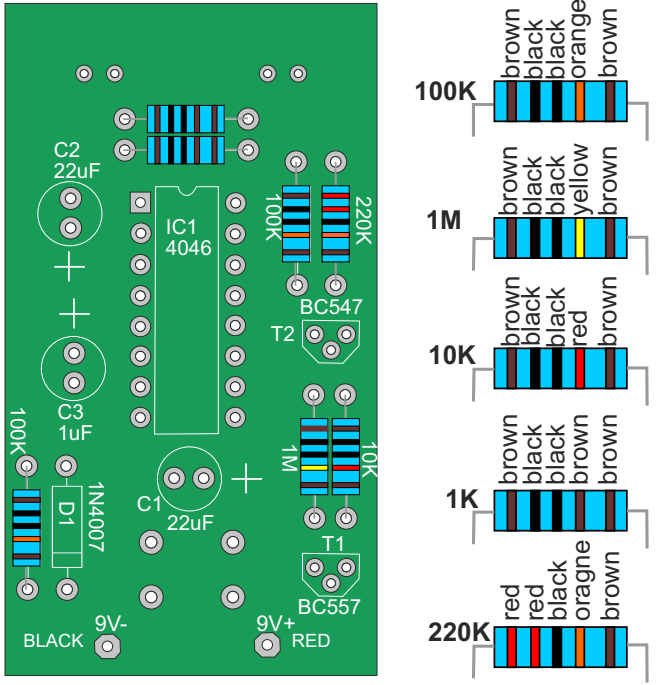 C2
22uF
IC1
4046
100K
220K
BC547
T2
C3
1uF
100K
1M
10K
1N4007
D1
C1
22uF
T1
BC557
9V-
9V+
BLACK
RED
100K
brown
black
black
orange
brown
1M
brown
black
black
yellow
brown
10K
brown
black
black
red
brown
1K
brown
black
black
brown
brown
220K
red
red
black
oragne
brown